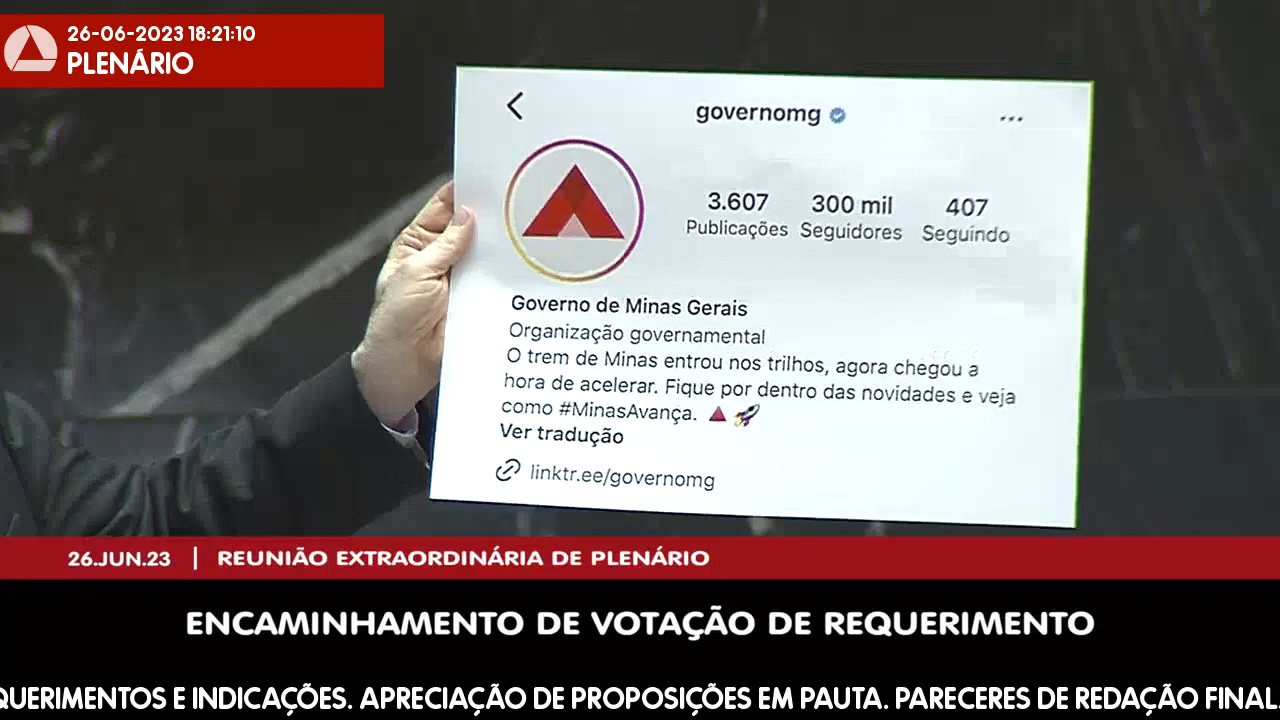 26-06-2023 18:21:10
PLENÁRIO
governomg
3.607 300 mil 407
Publicações Seguidores Seguindo
Governo de Minas Gerais
Organização governamental
O trem de Minas entrou nos trilhos, agora chegou a
hora de acelerar. Fique por dentro das novidades e veja
como #MinasAvança. 🔺🚀
Ver tradução
linktr.ee/governomg
26.JUN.23 | REUNIÃO EXTRAORDINÁRIA DE PLENÁRIO
ENCAMINHAMENTO DE VOTAÇÃO DE REQUERIMENTO
QUERIMENTOS E INDICAÇÕES. APRECIAÇÃO DE PROPOSIÇÕES EM PAUTA. PARECERES DE REDAÇÃO FINAL.